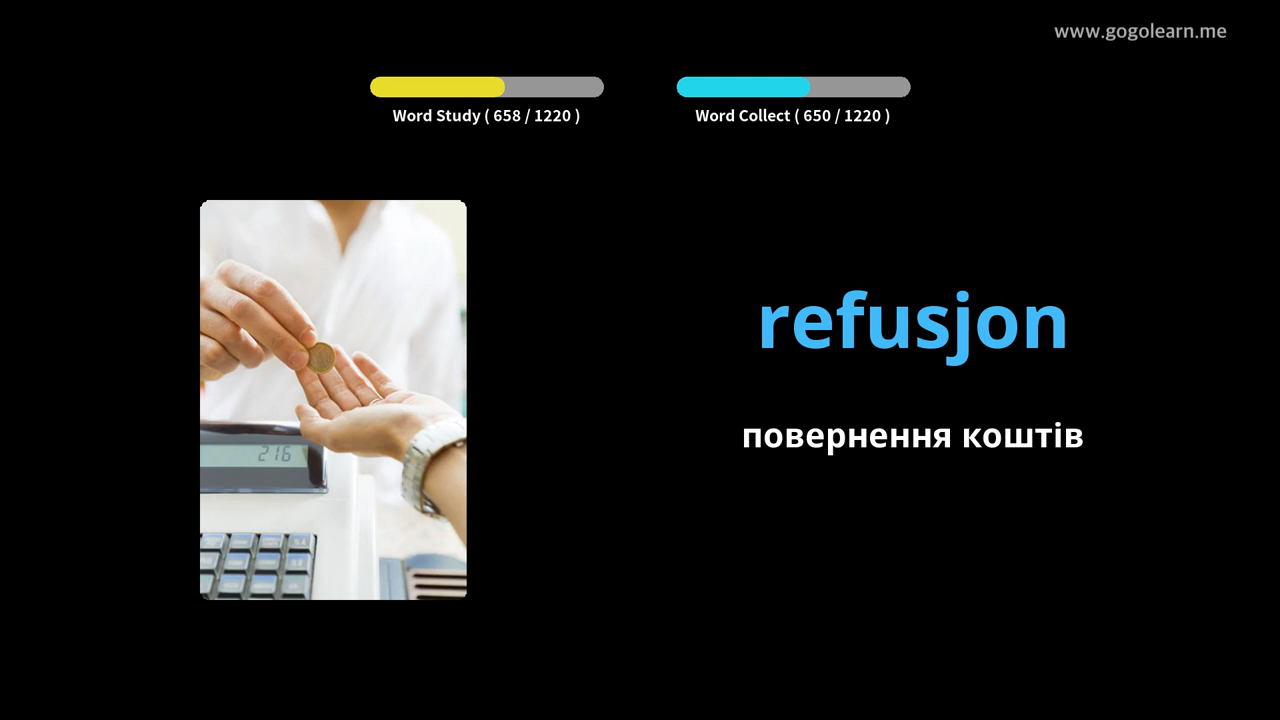 www.gogolearn.me
Word Study ( 658 / 1220 )
Word Collect ( 650 / 1220 )
refusjon
повернення коштів
216